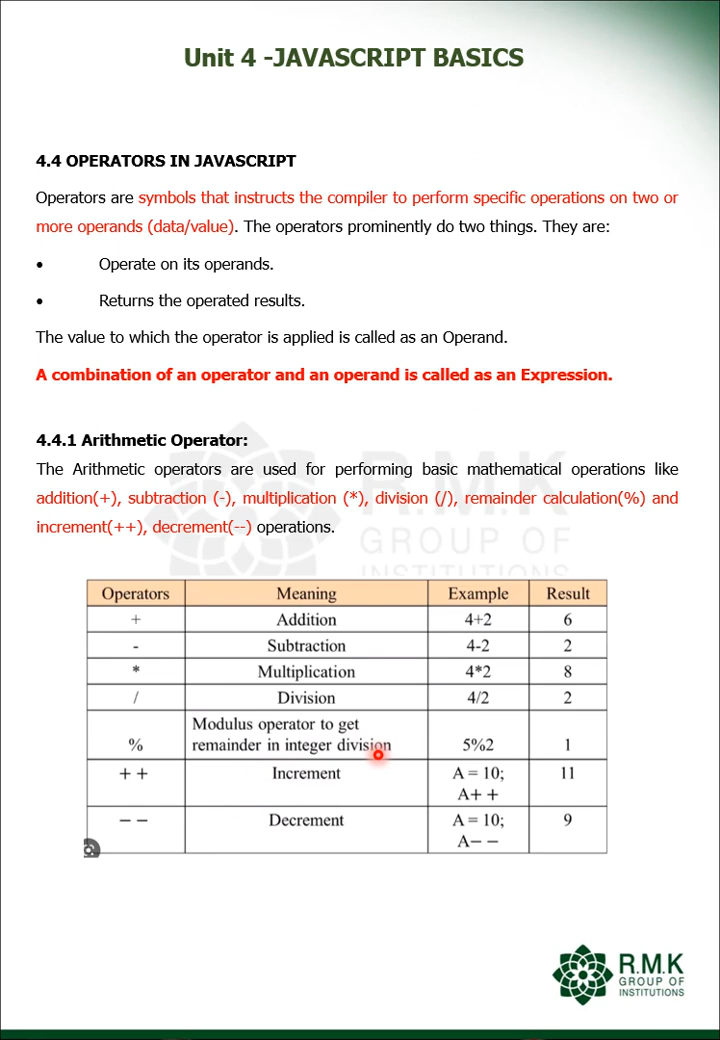 Unit 4 -JAVASCRIPT BASICS
4.4 OPERATORS IN JAVASCRIPT
Operators are symbols that instructs the compiler to perform specific operations on two or
more operands (data/value). The operators prominently do two things. They are:
• Operate on its operands.
• Returns the operated results.
The value to which the operator is applied is called as an Operand.
A combination of an operator and an operand is called as an Expression.
4.4.1 Arithmetic Operator:
The Arithmetic operators are used for performing basic mathematical operations like
addition(+), subtraction (-), multiplication (*), division (/), remainder calculation(%) and
increment(++), decrement(--) operations.
R.M.K
GROUP OF
INSTITUTIONS
Operators Meaning Example Result
+ Addition 4+2 6
- Subtraction 4-2 2
* Multiplication 4*2 8
/ Division 4/2 2
Modulus operator to get
% remainder in integer division 5%2 1
+ + Increment A = 10; 11
A+ +
− − Decrement A = 10; 9
A− −
R.M.K
GROUP OF
INSTITUTIONS